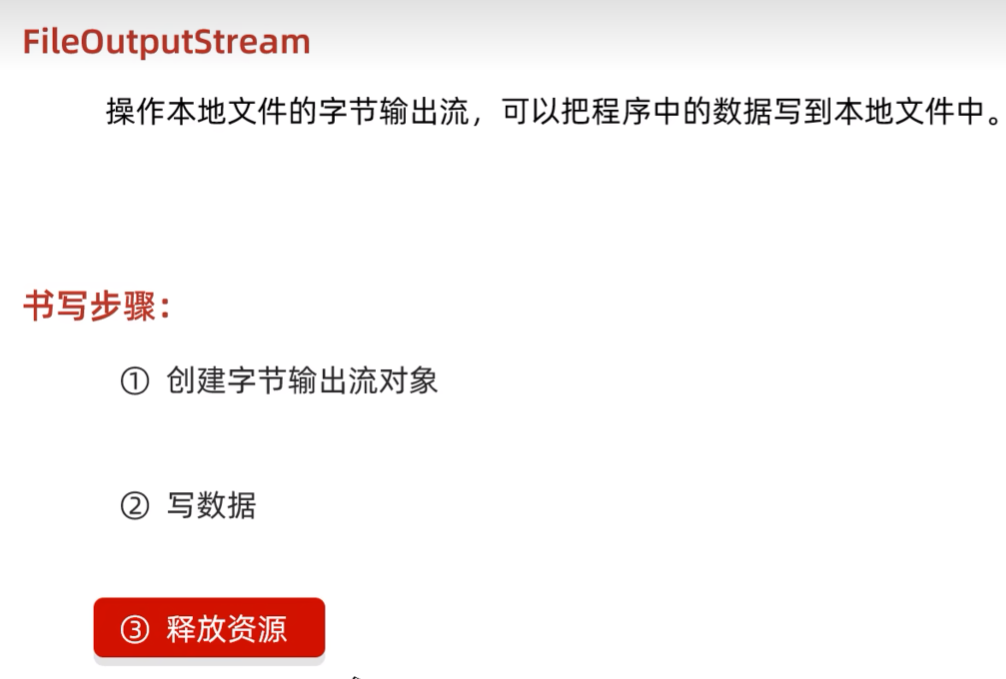 FileOutputStream
操作本地文件的字节输出流，可以把程序中的数据写到本地文件中。
书写步骤：
① 创建字节输出流对象
② 写数据
③ 释放资源